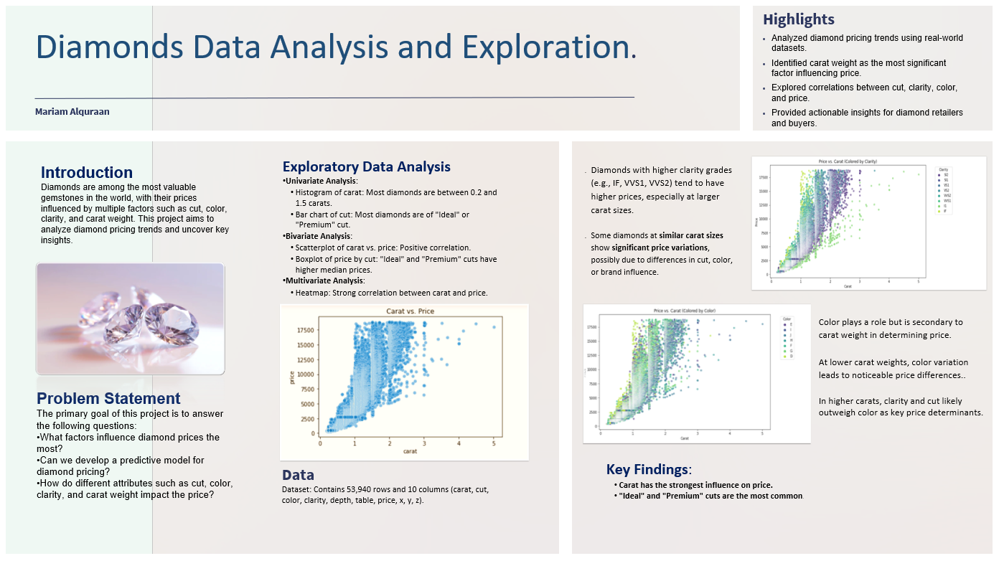 Diamonds Data Analysis and Exploration.
Mariam Alquraan
Highlights
• Analyzed diamond pricing trends using real-world
datasets.
• Identified carat weight as the most significant
factor influencing price.
• Explored correlations between cut, clarity, color,
and price.
• Provided actionable insights for diamond retailers
and buyers.
Introduction
Diamonds are among the most valuable
gemstones in the world, with their prices
influenced by multiple factors such as cut, color,
clarity, and carat weight. This project aims to
analyze diamond pricing trends and uncover key
insights.
Problem Statement
The primary goal of this project is to answer
the following questions:
•What factors influence diamond prices the
most?
•Can we develop a predictive model for
diamond pricing?
•How do different attributes such as cut, color,
clarity, and carat weight impact the price?
Exploratory Data Analysis
•Univariate Analysis:
• Histogram of carat: Most diamonds are between 0.2 and
1.5 carats.
• Bar chart of cut: Most diamonds are of "Ideal" or
"Premium" cut.
•Bivariate Analysis:
• Scatterplot of carat vs. price: Positive correlation.
• Boxplot of price by cut: "Ideal" and "Premium" cuts have
higher median prices.
•Multivariate Analysis:
• Heatmap: Strong correlation between carat and price.
Carat vs. Price
17500
15000
12500
10000
7500
5000
2500
0
price
0 1 2 3 4 5
carat
Data
Dataset: Contains 53,940 rows and 10 columns (carat, cut,
color, clarity, depth, table, price, x, y, z).
. Diamonds with higher clarity grades
(e.g., IF, VVS1, VVS2) tend to have
higher prices, especially at larger
carat sizes.
. Some diamonds at similar carat sizes
show significant price variations,
possibly due to differences in cut, color,
or brand influence.
Price vs. Carat (Colored by Clarity)
17500
15000
12500
10000
7500
5000
2500
0
Price
0 1 2 3 4 5
Carat
Clarity
SI2
SI1
VS1
VS2
VVS2
VVS1
I1
IF
Price vs. Carat (Colored by Color)
17500
15000
12500
10000
7500
5000
2500
0
0 1 2 3 4 5
Carat
Color
E
I
J
H
F
G
D
Color plays a role but is secondary to
carat weight in determining price.
At lower carat weights, color variation
leads to noticeable price differences..
In higher carats, clarity and cut likely
outweigh color as key price determinants.
Key Findings:
• Carat has the strongest influence on price.
• "Ideal" and "Premium" cuts are the most common.